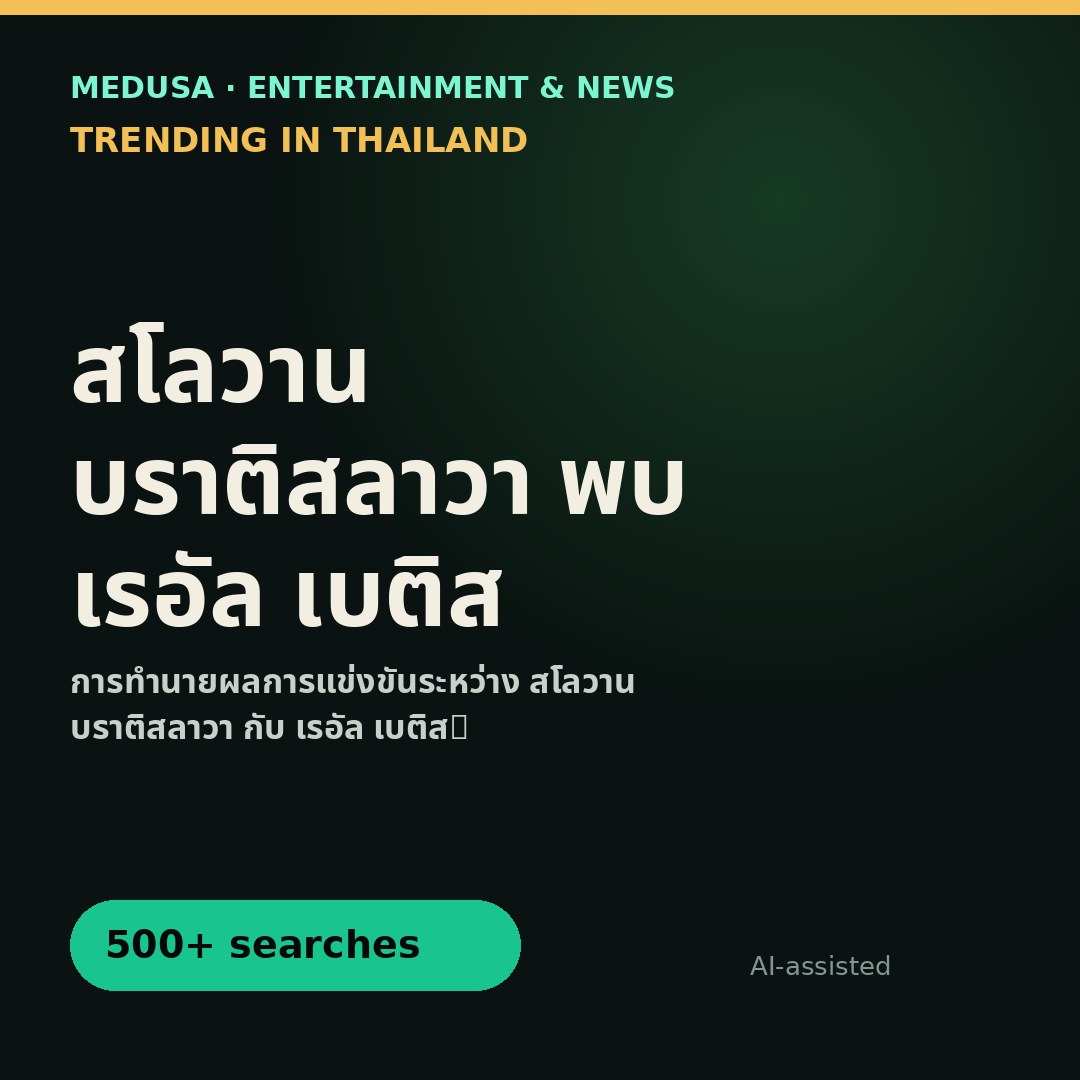 MEDUSA · ENTERTAINMENT & NEWS
TRENDING IN THAILAND
สโลวาน
บราติสลาวา พบ
เรอัล เบติส
การทำนายผลการแข่งขันระหว่าง สโลวาน
บราติสลาวา กับ เรอัล เบติส
500+ searches
AI-assisted